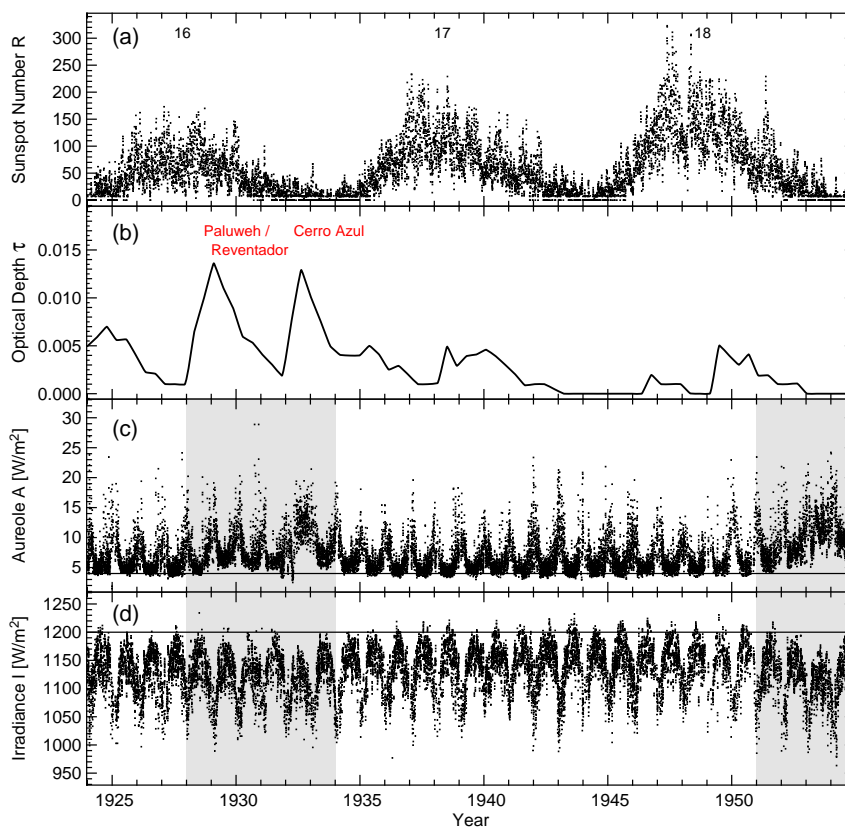 (a)
16
17
18
Sunspot Number R
300
250
200
150
100
50
0
(b)
Paluweh /
Reventador
Cerro Azul
Optical Depth τ
0.015
0.010
0.005
0.000
(c)
Aureole A [W/m²]
30
25
20
15
10
5
(d)
Irradiance I [W/m²]
1250
1200
1150
1100
1050
1000
950
1925
1930
1935
1940
1945
1950
Year